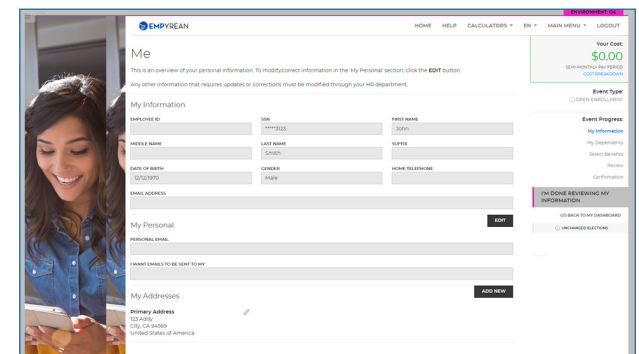 ENVIRONMENT: QA
EMPYREAN
HOME HELP CALCULATORS EN MAIN MENU LOGOUT
Me
This is an overview of your personal information. To modify/correct information in the 'My Personal' section, click the EDIT button.
Any other information that requires updates or corrections must be modified through your HR department.
My Information
EMPLOYEE ID SSN FIRST NAME
*****3123 John
MIDDLE NAME LAST NAME SUFFIX
Smith
DATE OF BIRTH GENDER HOME TELEPHONE
12/12/1970 Male
EMAIL ADDRESS
EDIT
My Personal
PERSONAL EMAIL
I WANT EMAILS TO BE SENT TO MY:
ADD NEW
My Addresses
Primary Address
123 Addy
City, CA 94569
United States of America
Your Cost:
$0.00
SEMI-MONTHLY PAY PERIOD
COST BREAKDOWN
Event Type:
OPEN ENROLLMENT
Event Progress:
My Information
My Dependents
Select Benefits
Review
Confirmation
I'M DONE REVIEWING MY
INFORMATION
GO BACK TO MY DASHBOARD
UNCHANGED ELECTIONS